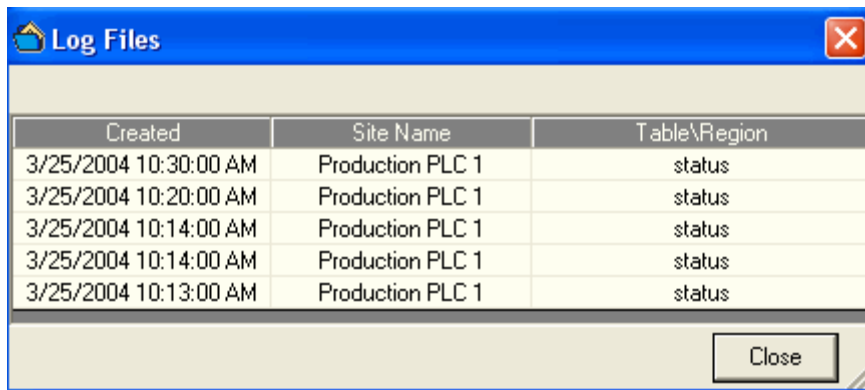 Log Files
Created Site Name Table\Region
3/25/2004 10:30:00 AM Production PLC 1 status
3/25/2004 10:20:00 AM Production PLC 1 status
3/25/2004 10:14:00 AM Production PLC 1 status
3/25/2004 10:14:00 AM Production PLC 1 status
3/25/2004 10:13:00 AM Production PLC 1 status
Close